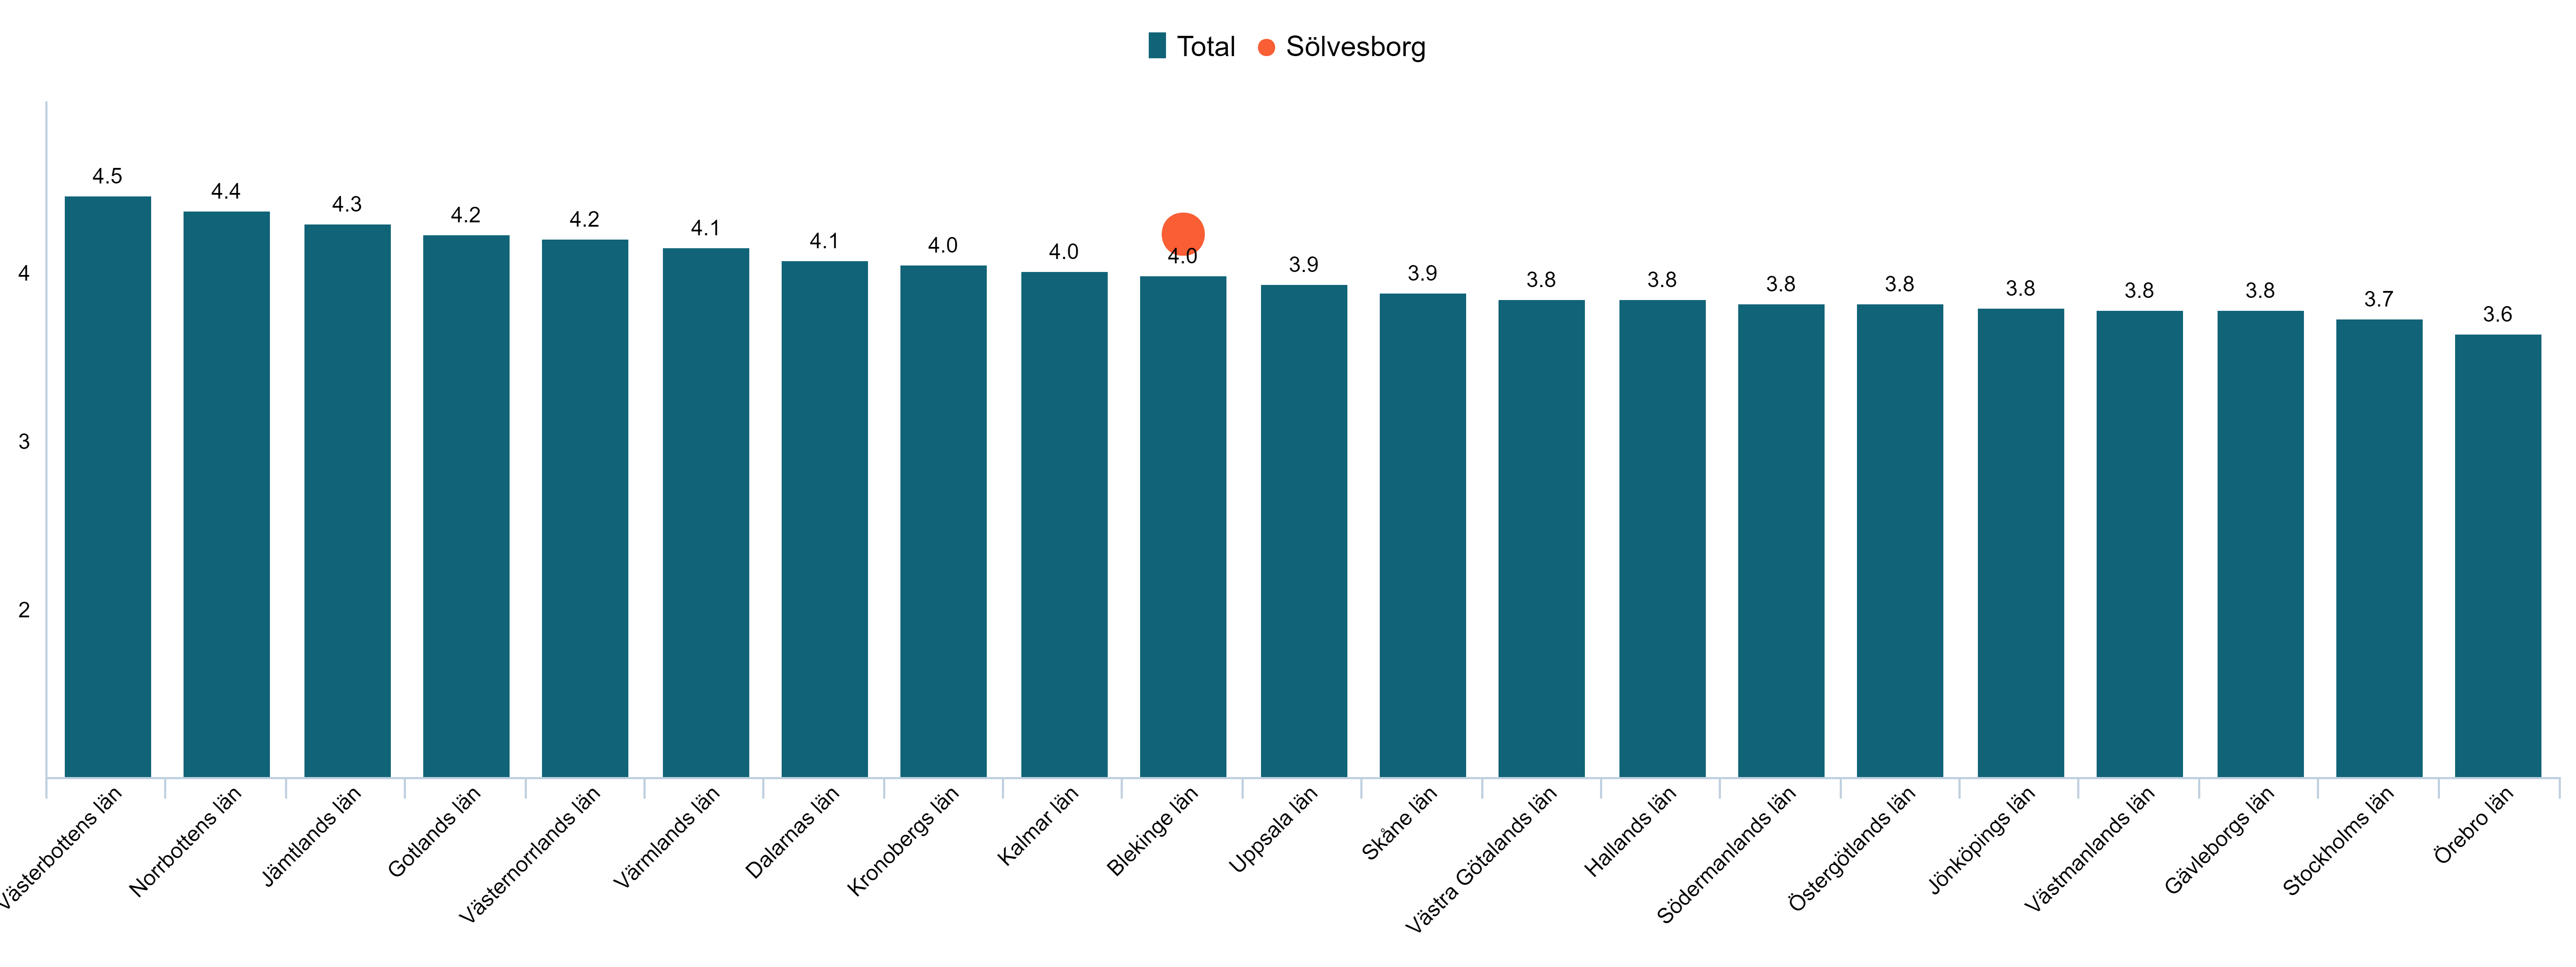 Total Sölvesborg
4.5 4.4 4.3 4.2 4.2 4.1 4.1 4.0 4.0 4.0 3.9 3.9 3.8 3.8 3.8 3.8 3.8 3.8 3.8 3.7 3.6
4
3
2
Västerbottens län
Norrbottens län
Jämtlands län
Gotlands län
Västernorrlands län
Värmlands län
Dalarnas län
Kronobergs län
Kalmar län
Blekinge län
Uppsala län
Skåne län
Västra Götalands län
Hallands län
Södermanlands län
Östergötlands län
Jönköpings län
Västmanlands län
Gävleborgs län
Stockholms län
Örebro län